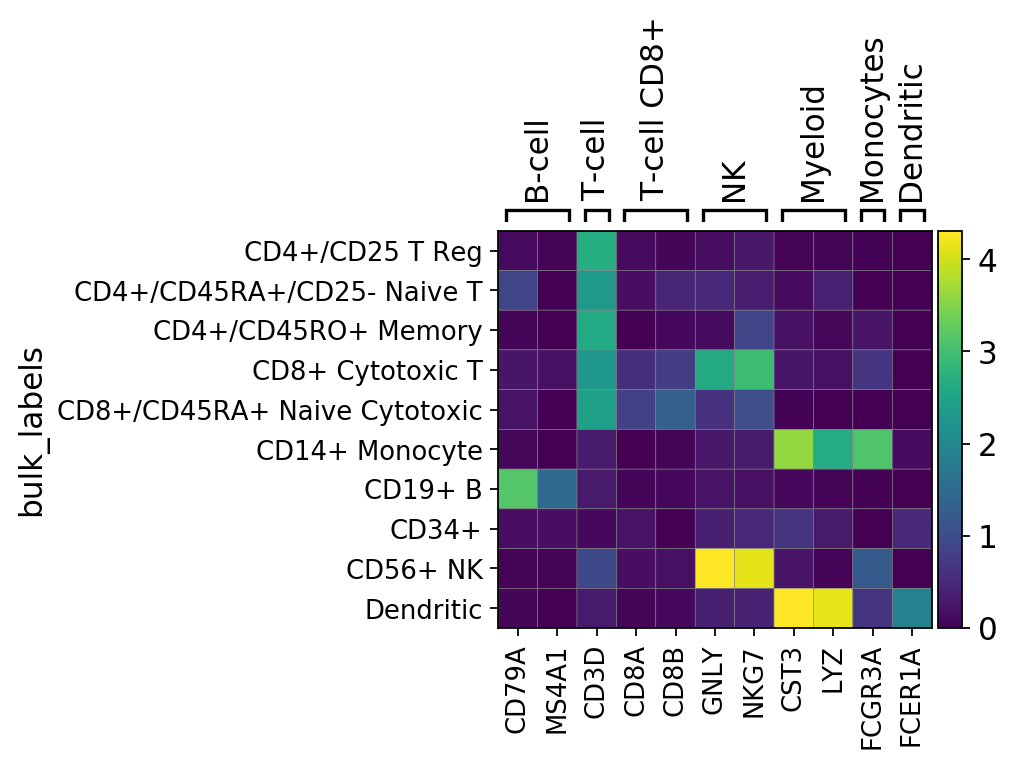 B-cell
T-cell
T-cell CD8+
NK
Myeloid
Monocytes
Dendritic
bulk_labels
CD4+/CD25 T Reg
CD4+/CD45RA+/CD25- Naive T
CD4+/CD45RO+ Memory
CD8+ Cytotoxic T
CD8+/CD45RA+ Naive Cytotoxic
CD14+ Monocyte
CD19+ B
CD34+
CD56+ NK
Dendritic
4
3
2
1
0
CD79A
MS4A1
CD3D
CD8A
CD8B
GNLY
NKG7
CST3
LYZ
FCGR3A
FCER1A